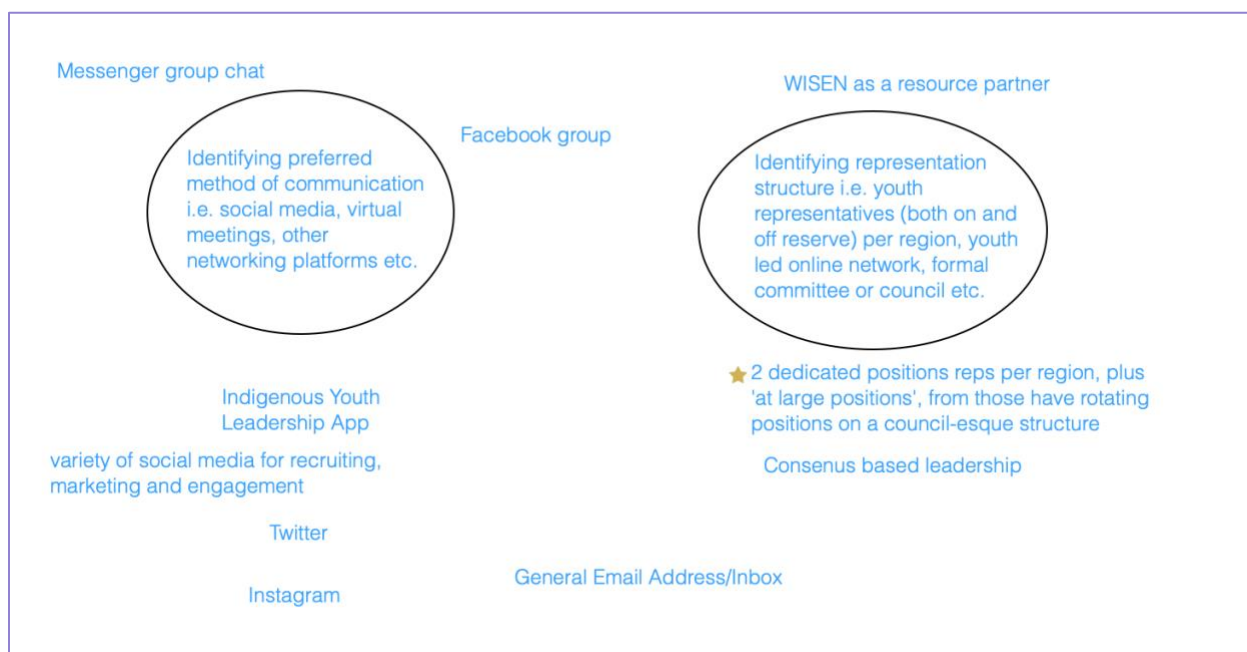 Messenger group chat
WISEN as a resource partner
Facebook group
Identifying preferred
method of communication
i.e. social media, virtual
meetings, other
networking platforms etc.
Identifying representation
structure i.e. youth
representatives (both on and
off reserve) per region, youth
led online network, formal
committee or council etc.
Indigenous Youth
Leadership App
variety of social media for recruiting,
marketing and engagement
Twitter
Instagram
General Email Address/Inbox
2 dedicated positions reps per region, plus
'at large positions', from those have rotating
positions on a council-esque structure
Consenus based leadership